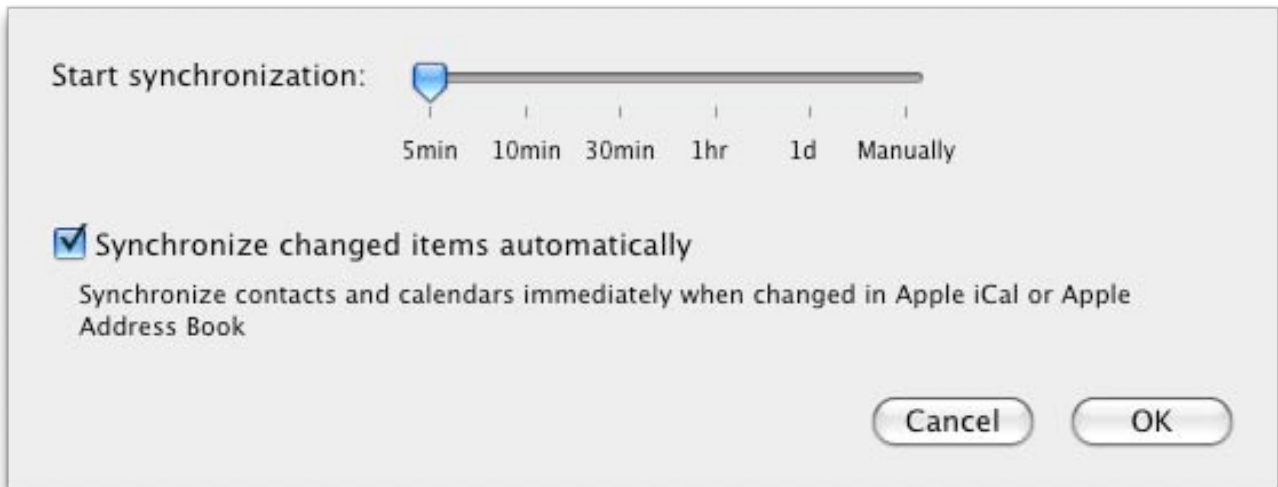 Start synchronization:
5min 10min 30min 1hr 1d Manually
Synchronize changed items automatically
Synchronize contacts and calendars immediately when changed in Apple iCal or Apple
Address Book
Cancel OK